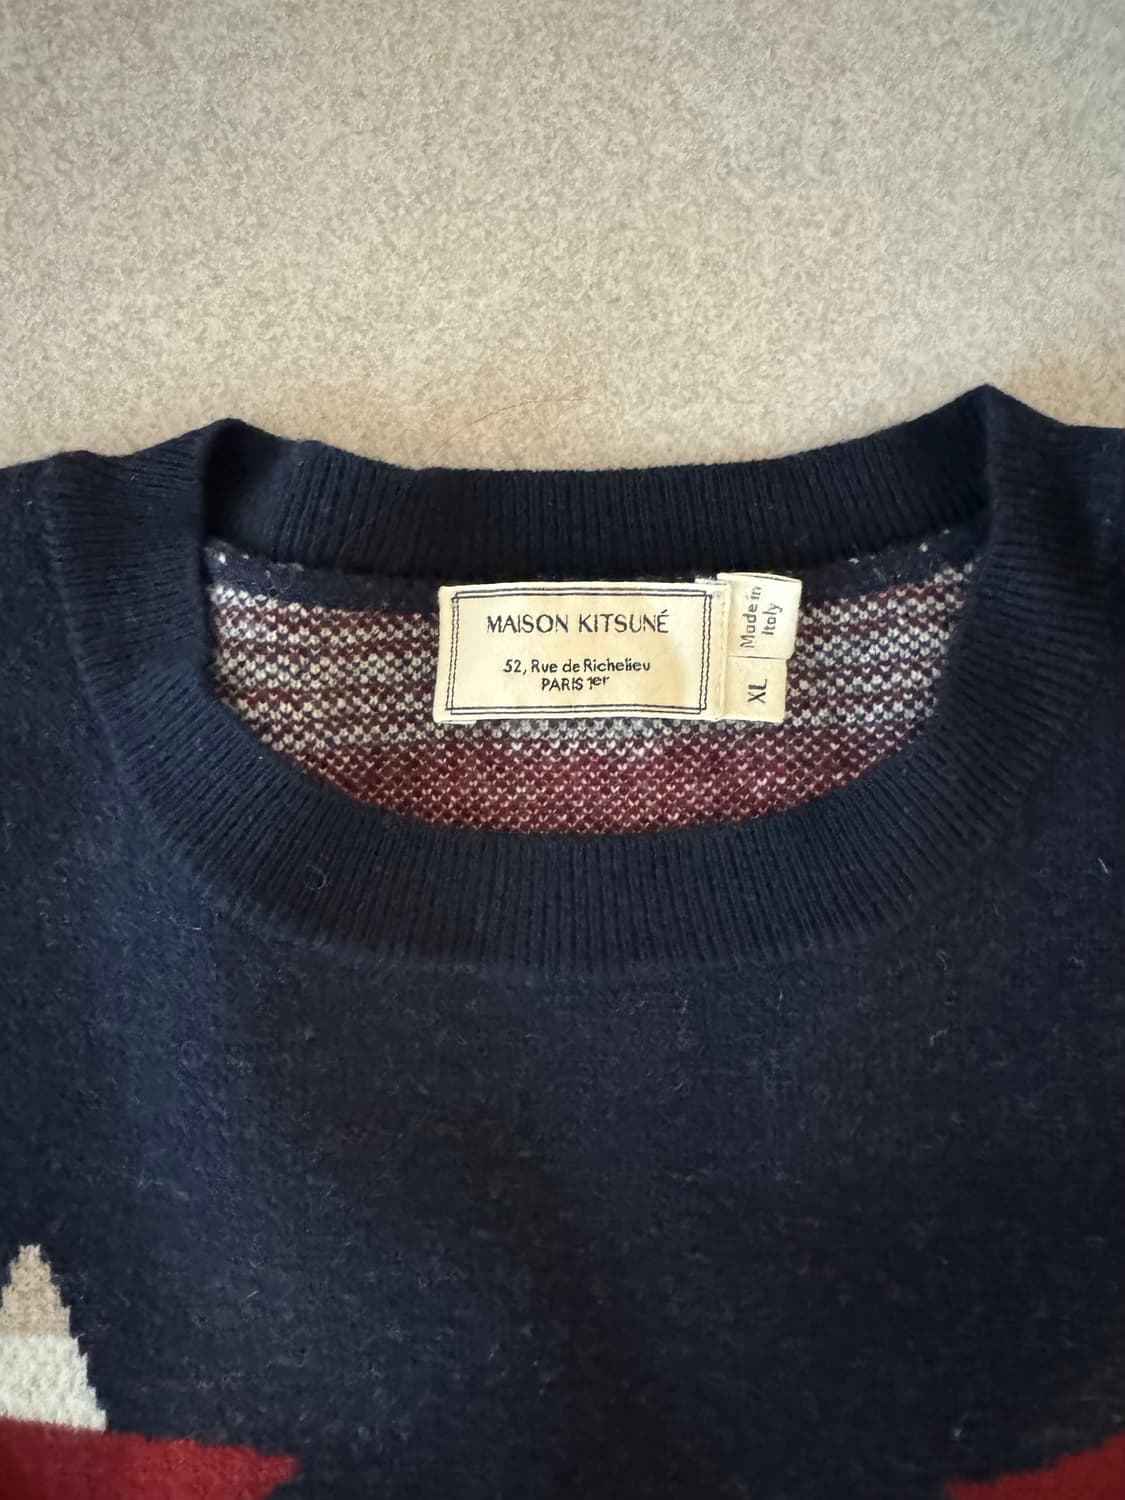 MAISON KITSUNÉ
52, Rue de Richelieu
PARIS 1er
Made in
Italy
XL